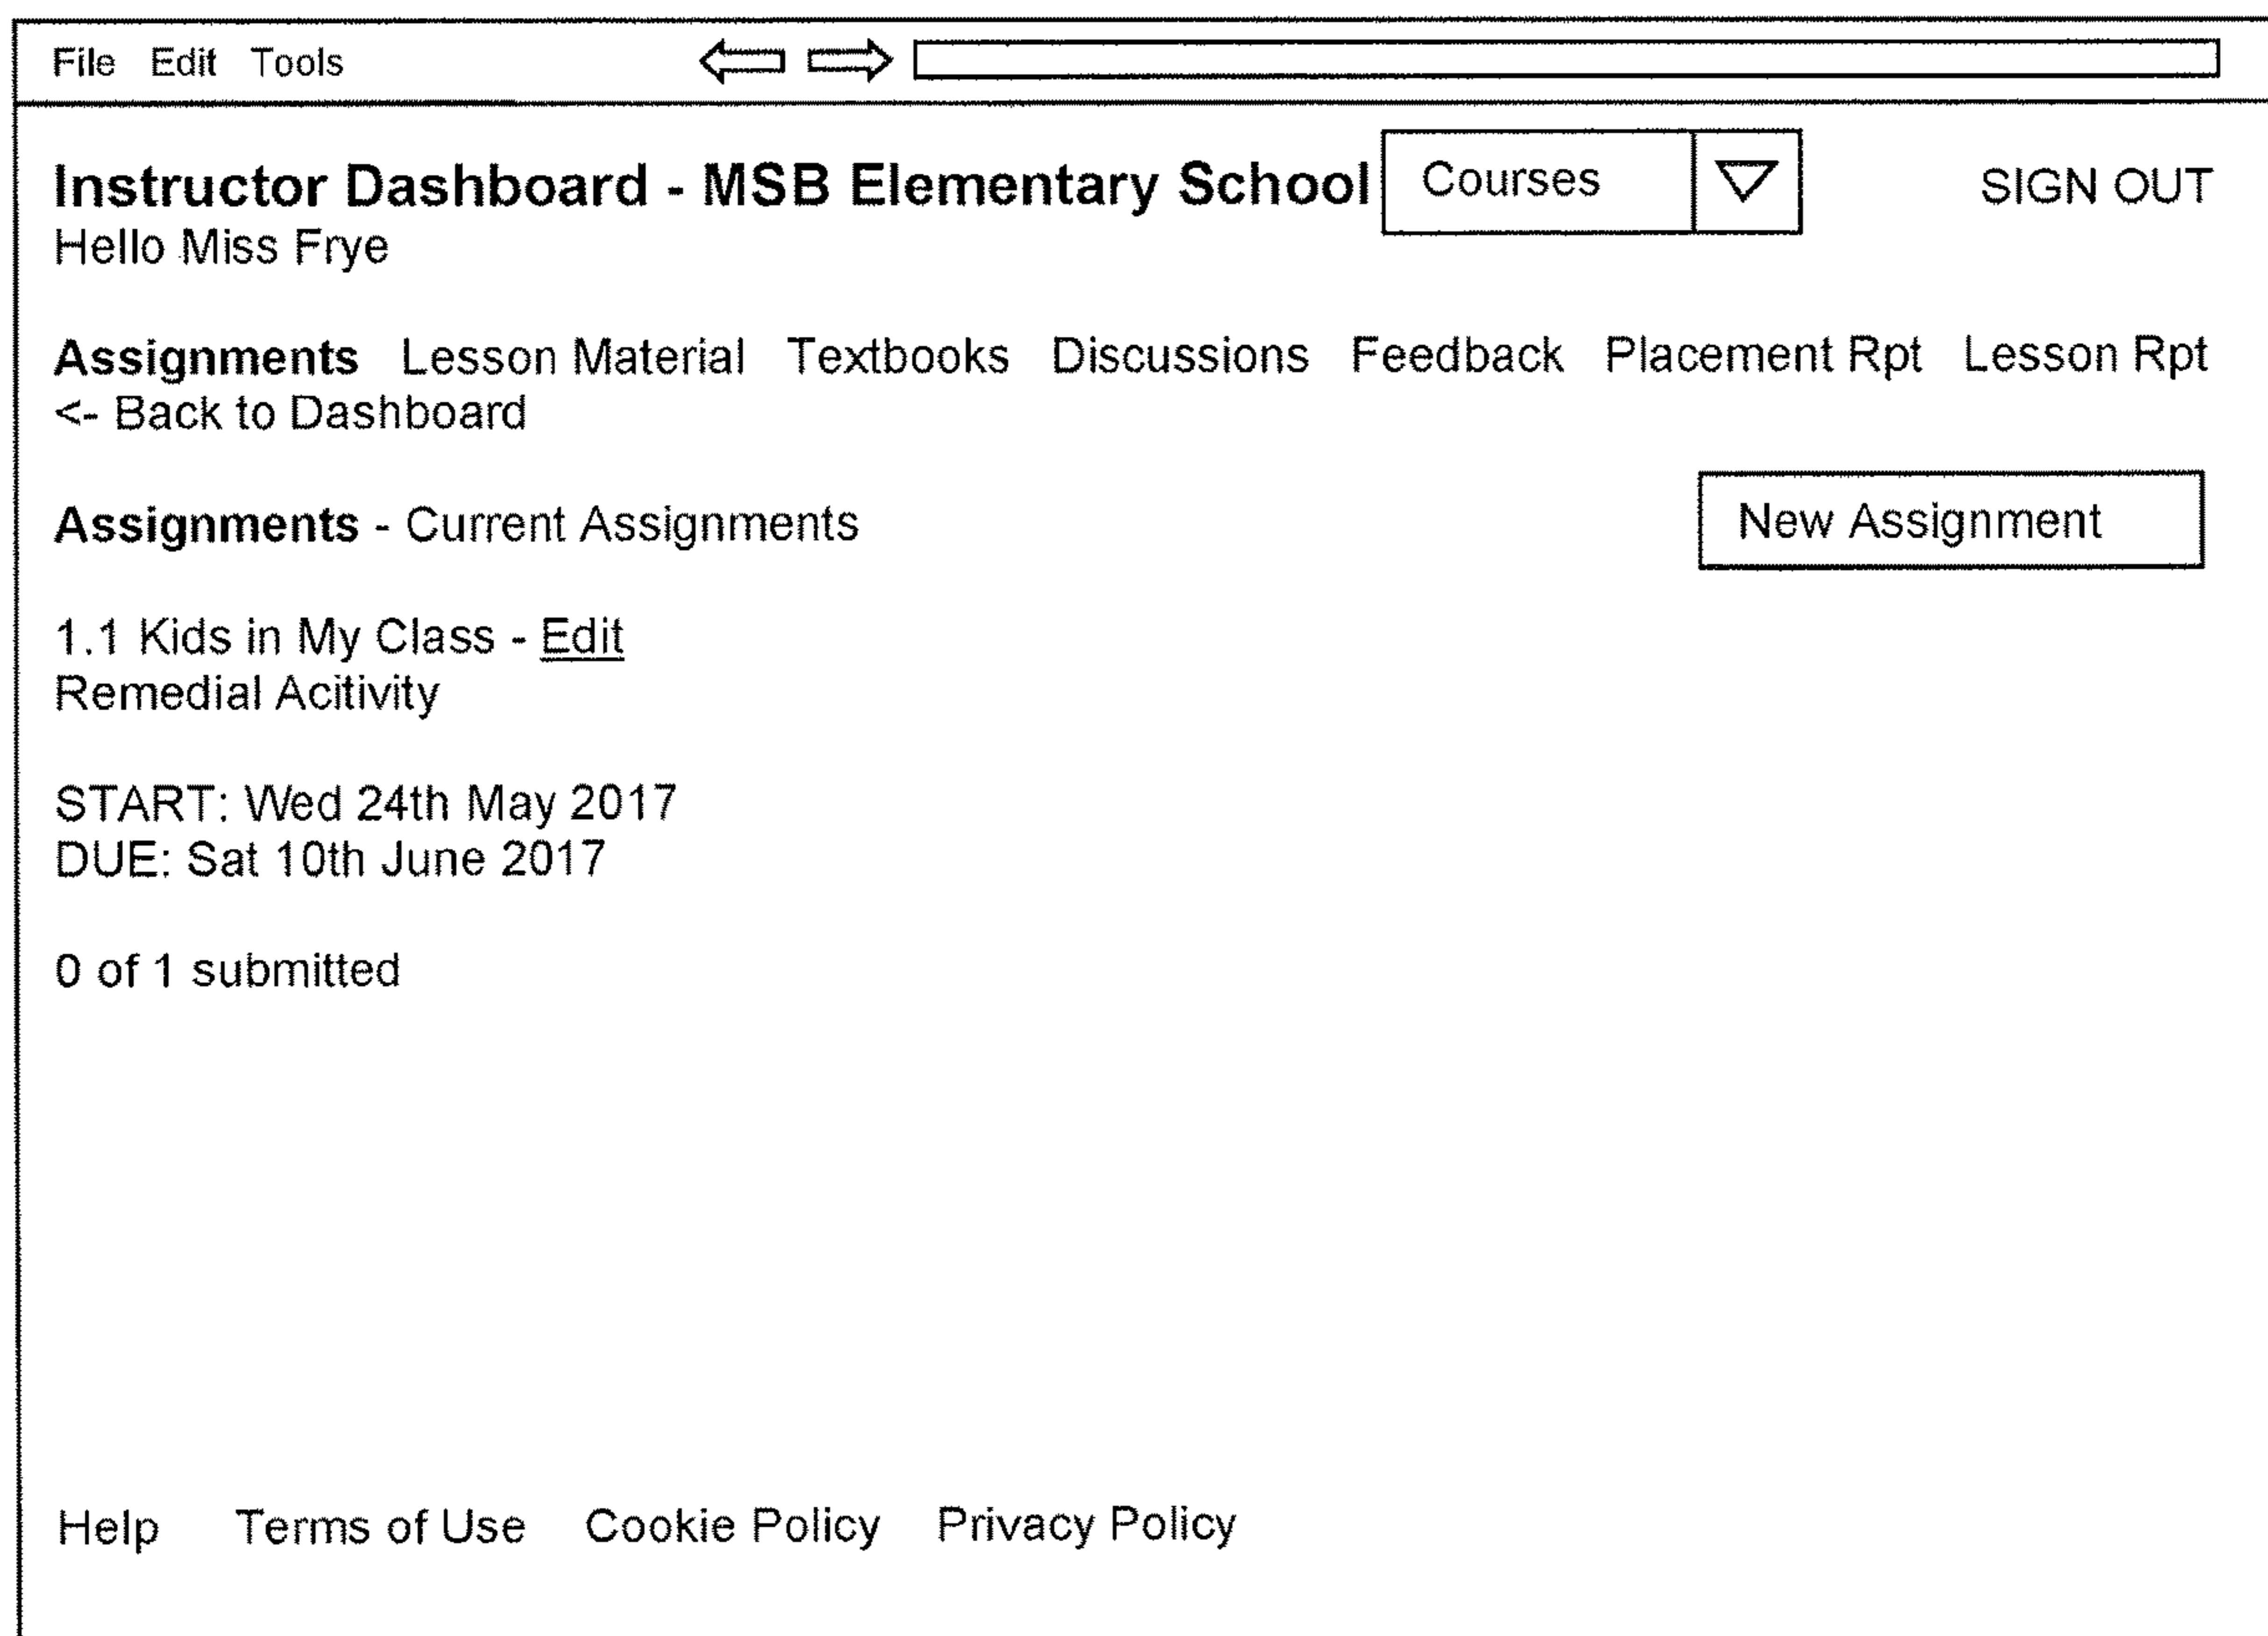 File Edit Tools
Instructor Dashboard - MSB Elementary School Courses SIGN OUT
Hello Miss Frye
Assignments Lesson Material Textbooks Discussions Feedback Placement Rpt Lesson Rpt
<- Back to Dashboard
Assignments - Current Assignments New Assignment
1.1 Kids in My Class - Edit
Remedial Acitivity
START: Wed 24th May 2017
DUE: Sat 10th June 2017
0 of 1 submitted
Help Terms of Use Cookie Policy Privacy Policy